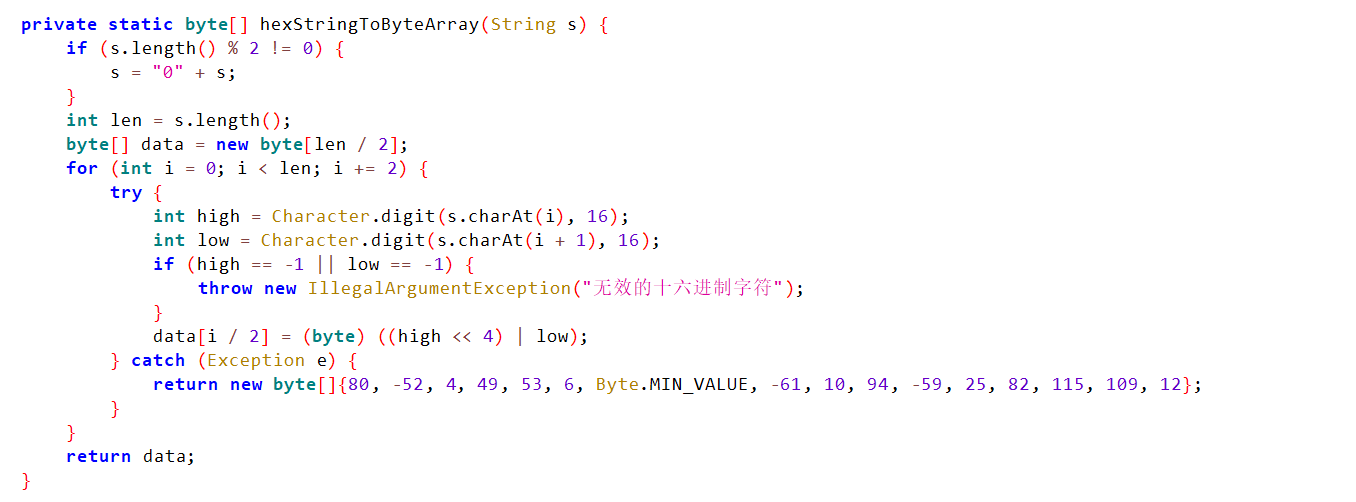 private static byte[] hexStringToByteArray(String s) {
    if (s.length() % 2 != 0) {
        s = "0" + s;
    }
    int len = s.length();
    byte[] data = new byte[len / 2];
    for (int i = 0; i < len; i += 2) {
        try {
            int high = Character.digit(s.charAt(i), 16);
            int low = Character.digit(s.charAt(i + 1), 16);
            if (high == -1 || low == -1) {
                throw new IllegalArgumentException("无效的十六进制字符");
            }
            data[i / 2] = (byte) ((high << 4) | low);
        } catch (Exception e) {
            return new byte[]{80, -52, 4, 49, 53, 6, Byte.MIN_VALUE, -61, 10, 94, -59, 25, 82, 115, 109, 12};
        }
    }
    return data;
}